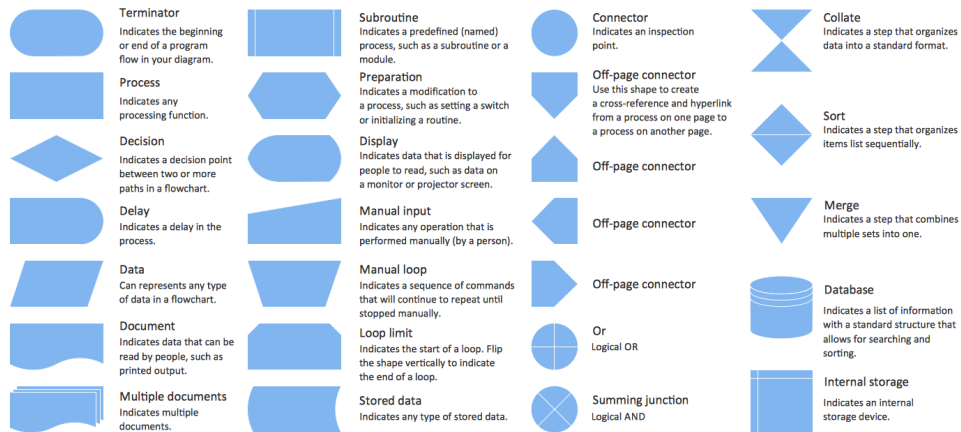 Terminator
Indicates the beginning
or end of a program
flow in your diagram.
Process
Indicates any
processing function.
Decision
Indicates a decision point
between two or more
paths in a flowchart.
Delay
Indicates a delay in the
process.
Data
Can represents any type
of data in a flowchart.
Document
Indicates data that can be
read by people, such as
printed output.
Multiple documents
Indicates multiple
documents.
Subroutine
Indicates a predefined (named)
process, such as a subroutine or a
module.
Preparation
Indicates a modification to
a process, such as setting a switch
or initializing a routine.
Display
Indicates data that is displayed for
people to read, such as data on
a monitor or projector screen.
Manual input
Indicates any operation that is
performed manually (by a person).
Manual loop
Indicates a sequence of commands
that will continue to repeat until
stopped manually.
Loop limit
Indicates the start of a loop. Flip
the shape vertically to indicate
the end of a loop.
Stored data
Indicates any type of stored data.
Connector
Indicates an inspection
point.
Off-page connector
Use this shape to create
a cross-reference and hyperlink
from a process on one page to
a process on another page.
Off-page connector
Off-page connector
Off-page connector
Or
Logical OR
Summing junction
Logical AND
Collate
Indicates a step that organizes
data into a standard format.
Sort
Indicates a step that organizes
items list sequentially.
Merge
Indicates a step that combines
multiple sets into one.
Database
Indicates a list of information
with a standard structure that
allows for searching and
sorting.
Internal storage
Indicates an internal
storage device.